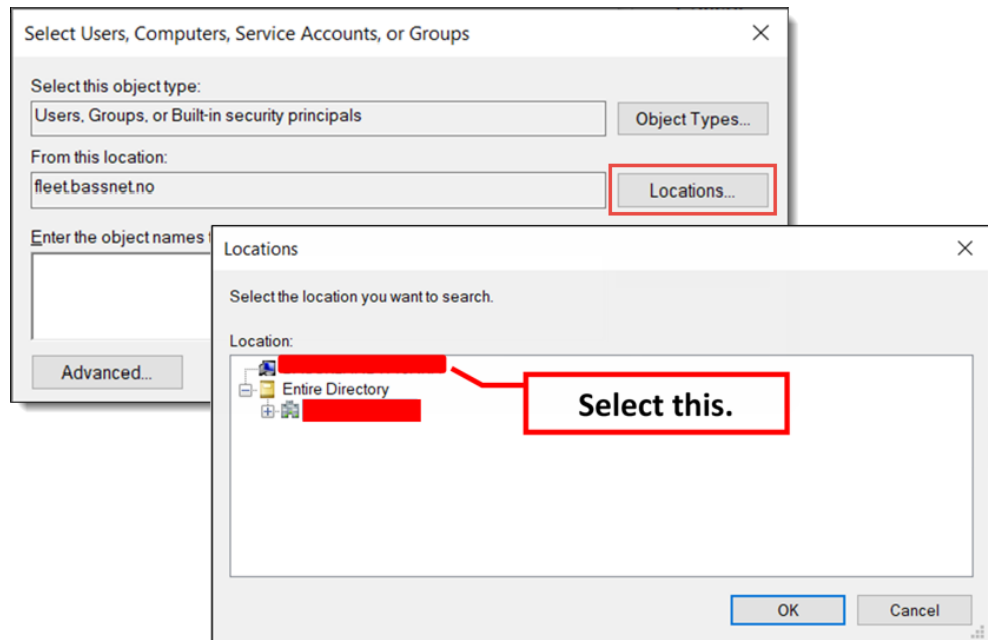 Select Users, Computers, Service Accounts, or Groups
Select this object type:
Users, Groups, or Built-in security principals
Object Types...
From this location:
fleet.bassnet.no
Locations...
Enter the object names
Locations
Select the location you want to search.
Location:
Entire Directory
Select this.
Advanced...
OK
Cancel